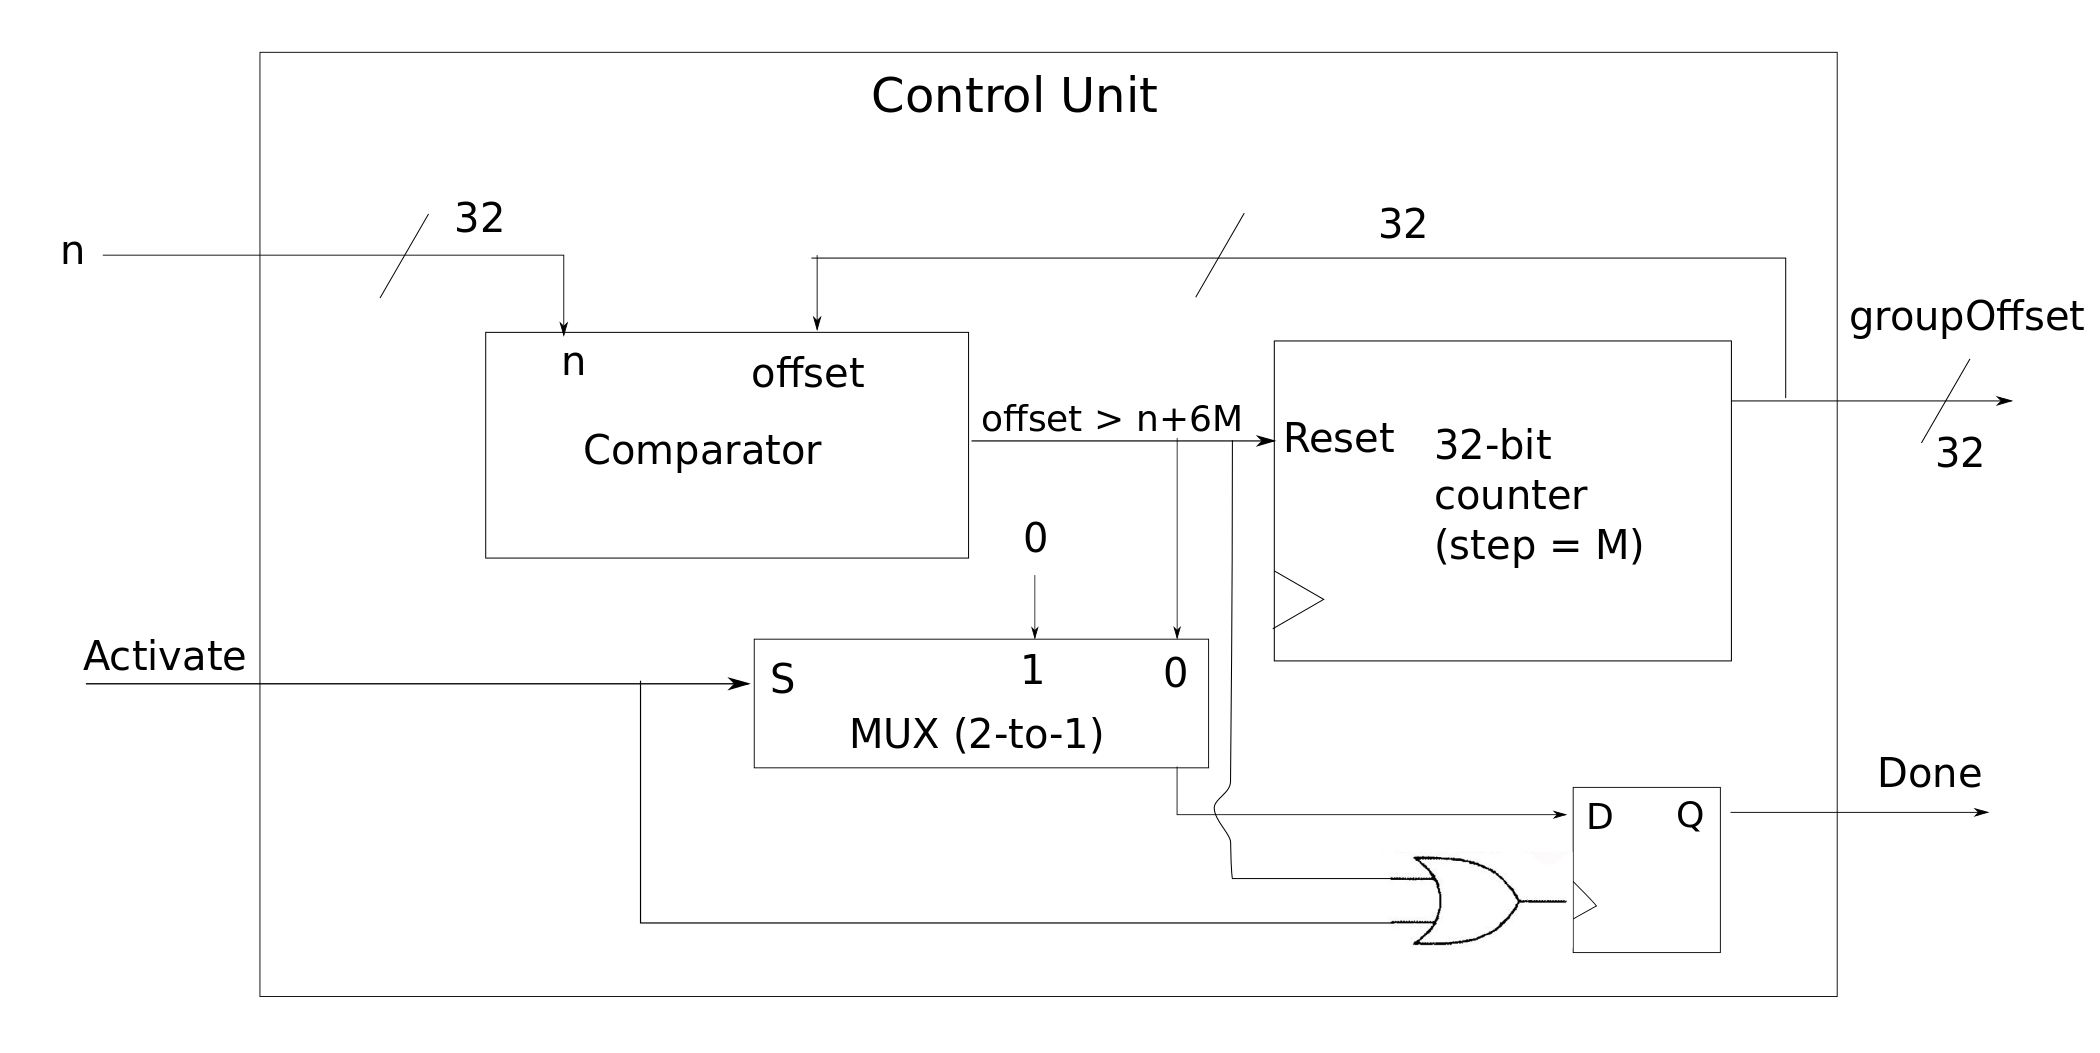 Control Unit
32
32
n
groupOffset
n
offset
offset > n+6M
Comparator
Reset
32-bit
counter
(step = M)
32
0
Activate
S
1
0
MUX (2-to-1)
Done
D
Q